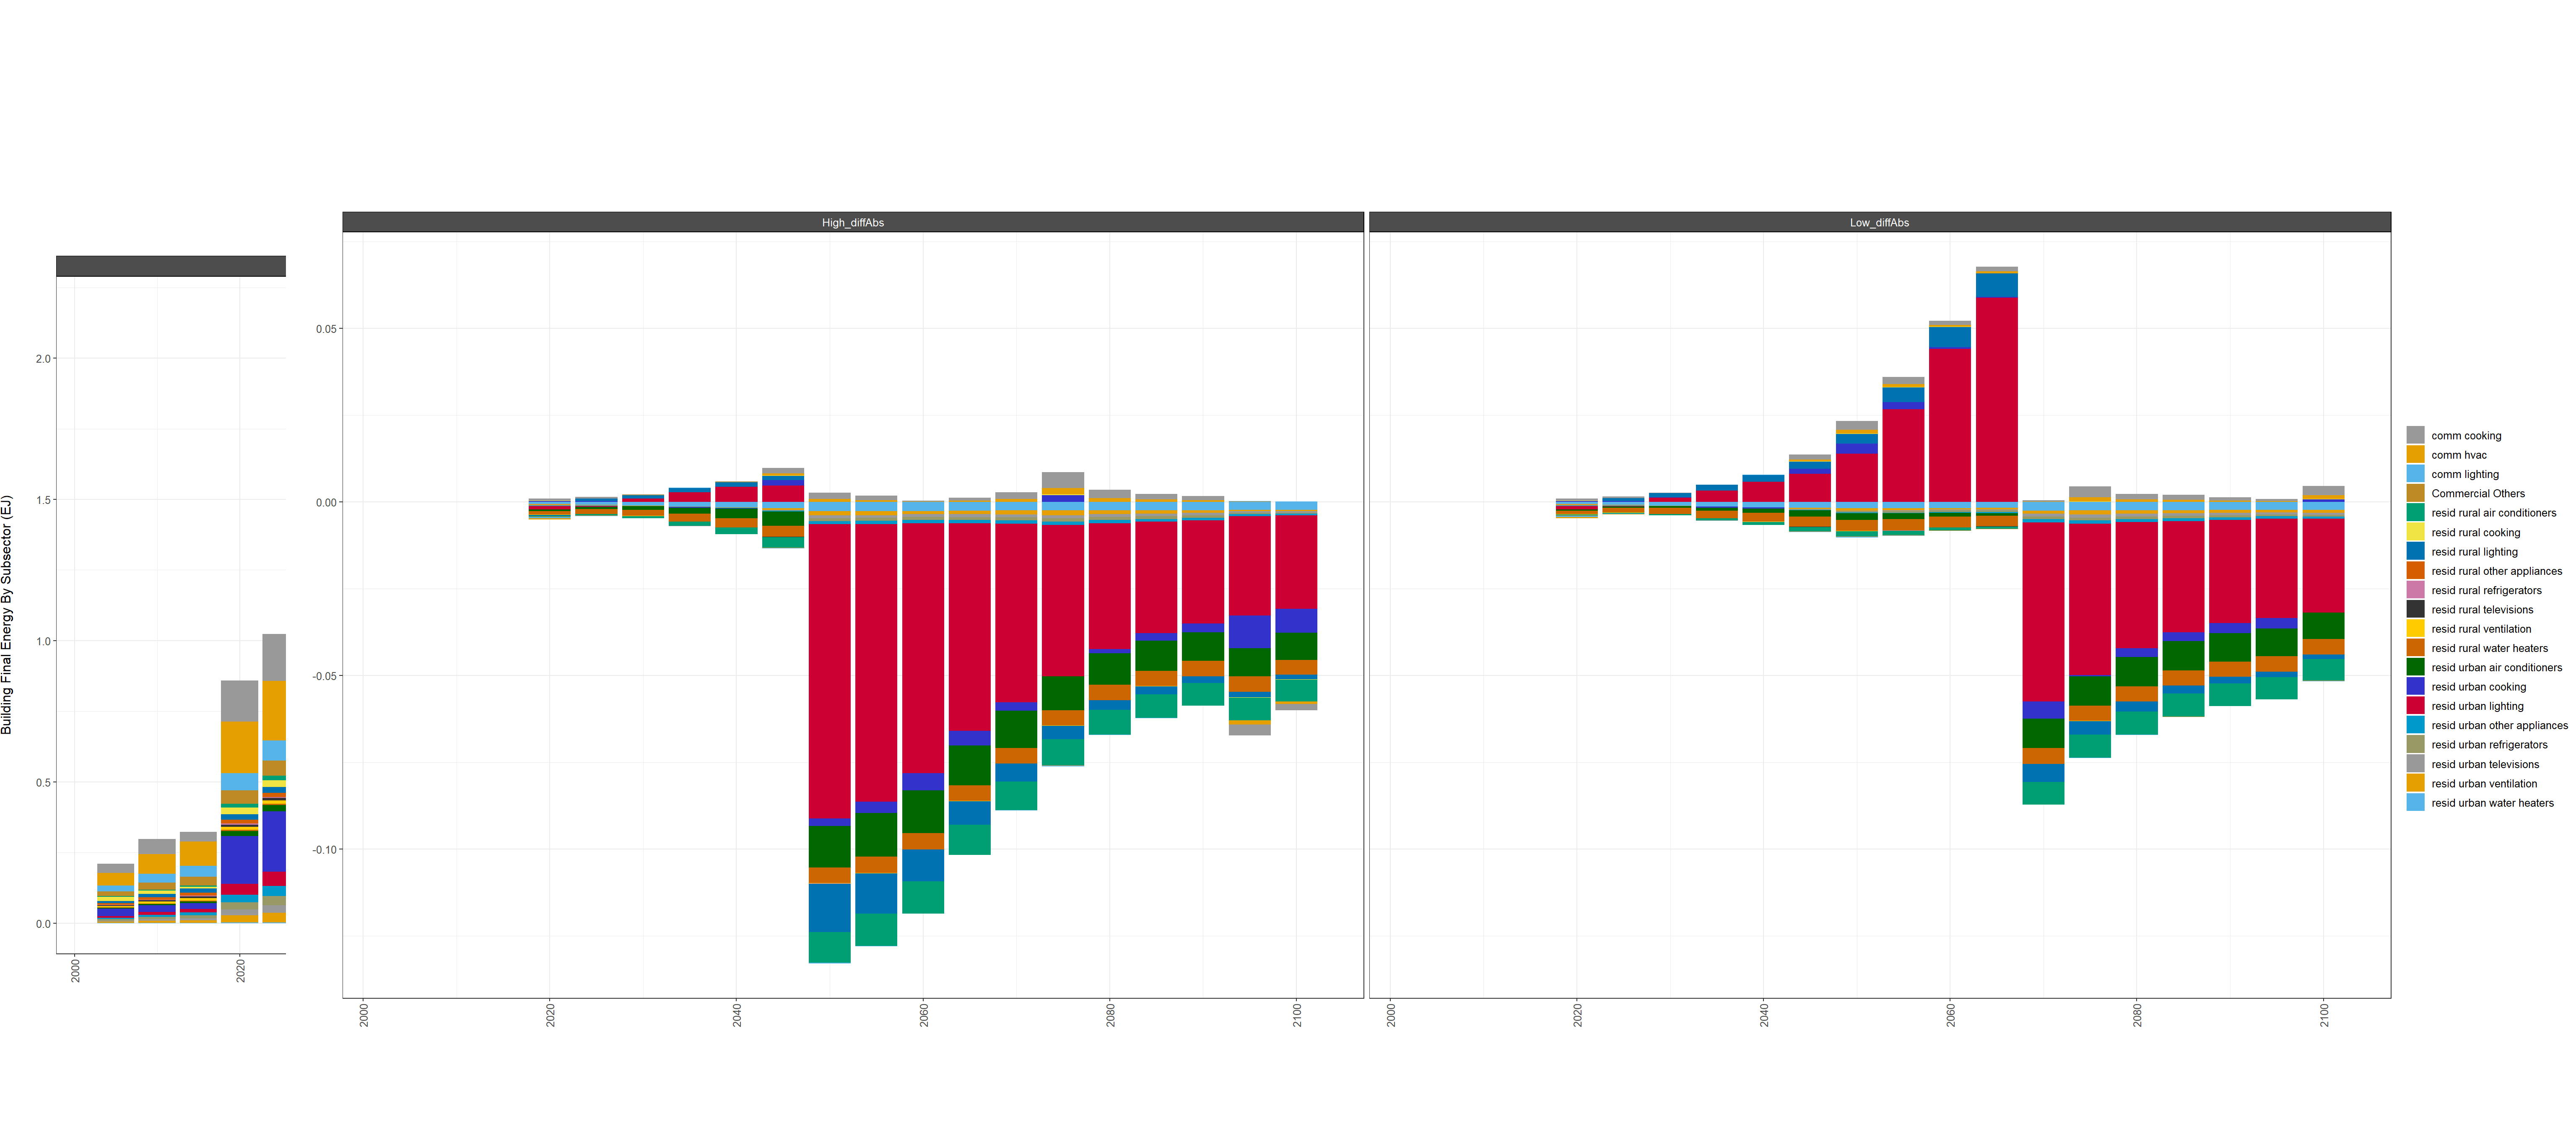 Building Final Energy By Subsector (EJ)
2.0
1.5
1.0
0.5
0.0
2000
2020
High_diffAbs
Low_diffAbs
0.05
0.00
-0.05
-0.10
2000
2020
2040
2060
2080
2100
2000
2020
2040
2060
2080
2100
comm cooking
comm hvac
comm lighting
Commercial Others
resid rural air conditioners
resid rural cooking
resid rural lighting
resid rural other appliances
resid rural refrigerators
resid rural televisions
resid rural ventilation
resid rural water heaters
resid urban air conditioners
resid urban cooking
resid urban lighting
resid urban other appliances
resid urban refrigerators
resid urban televisions
resid urban ventilation
resid urban water heaters